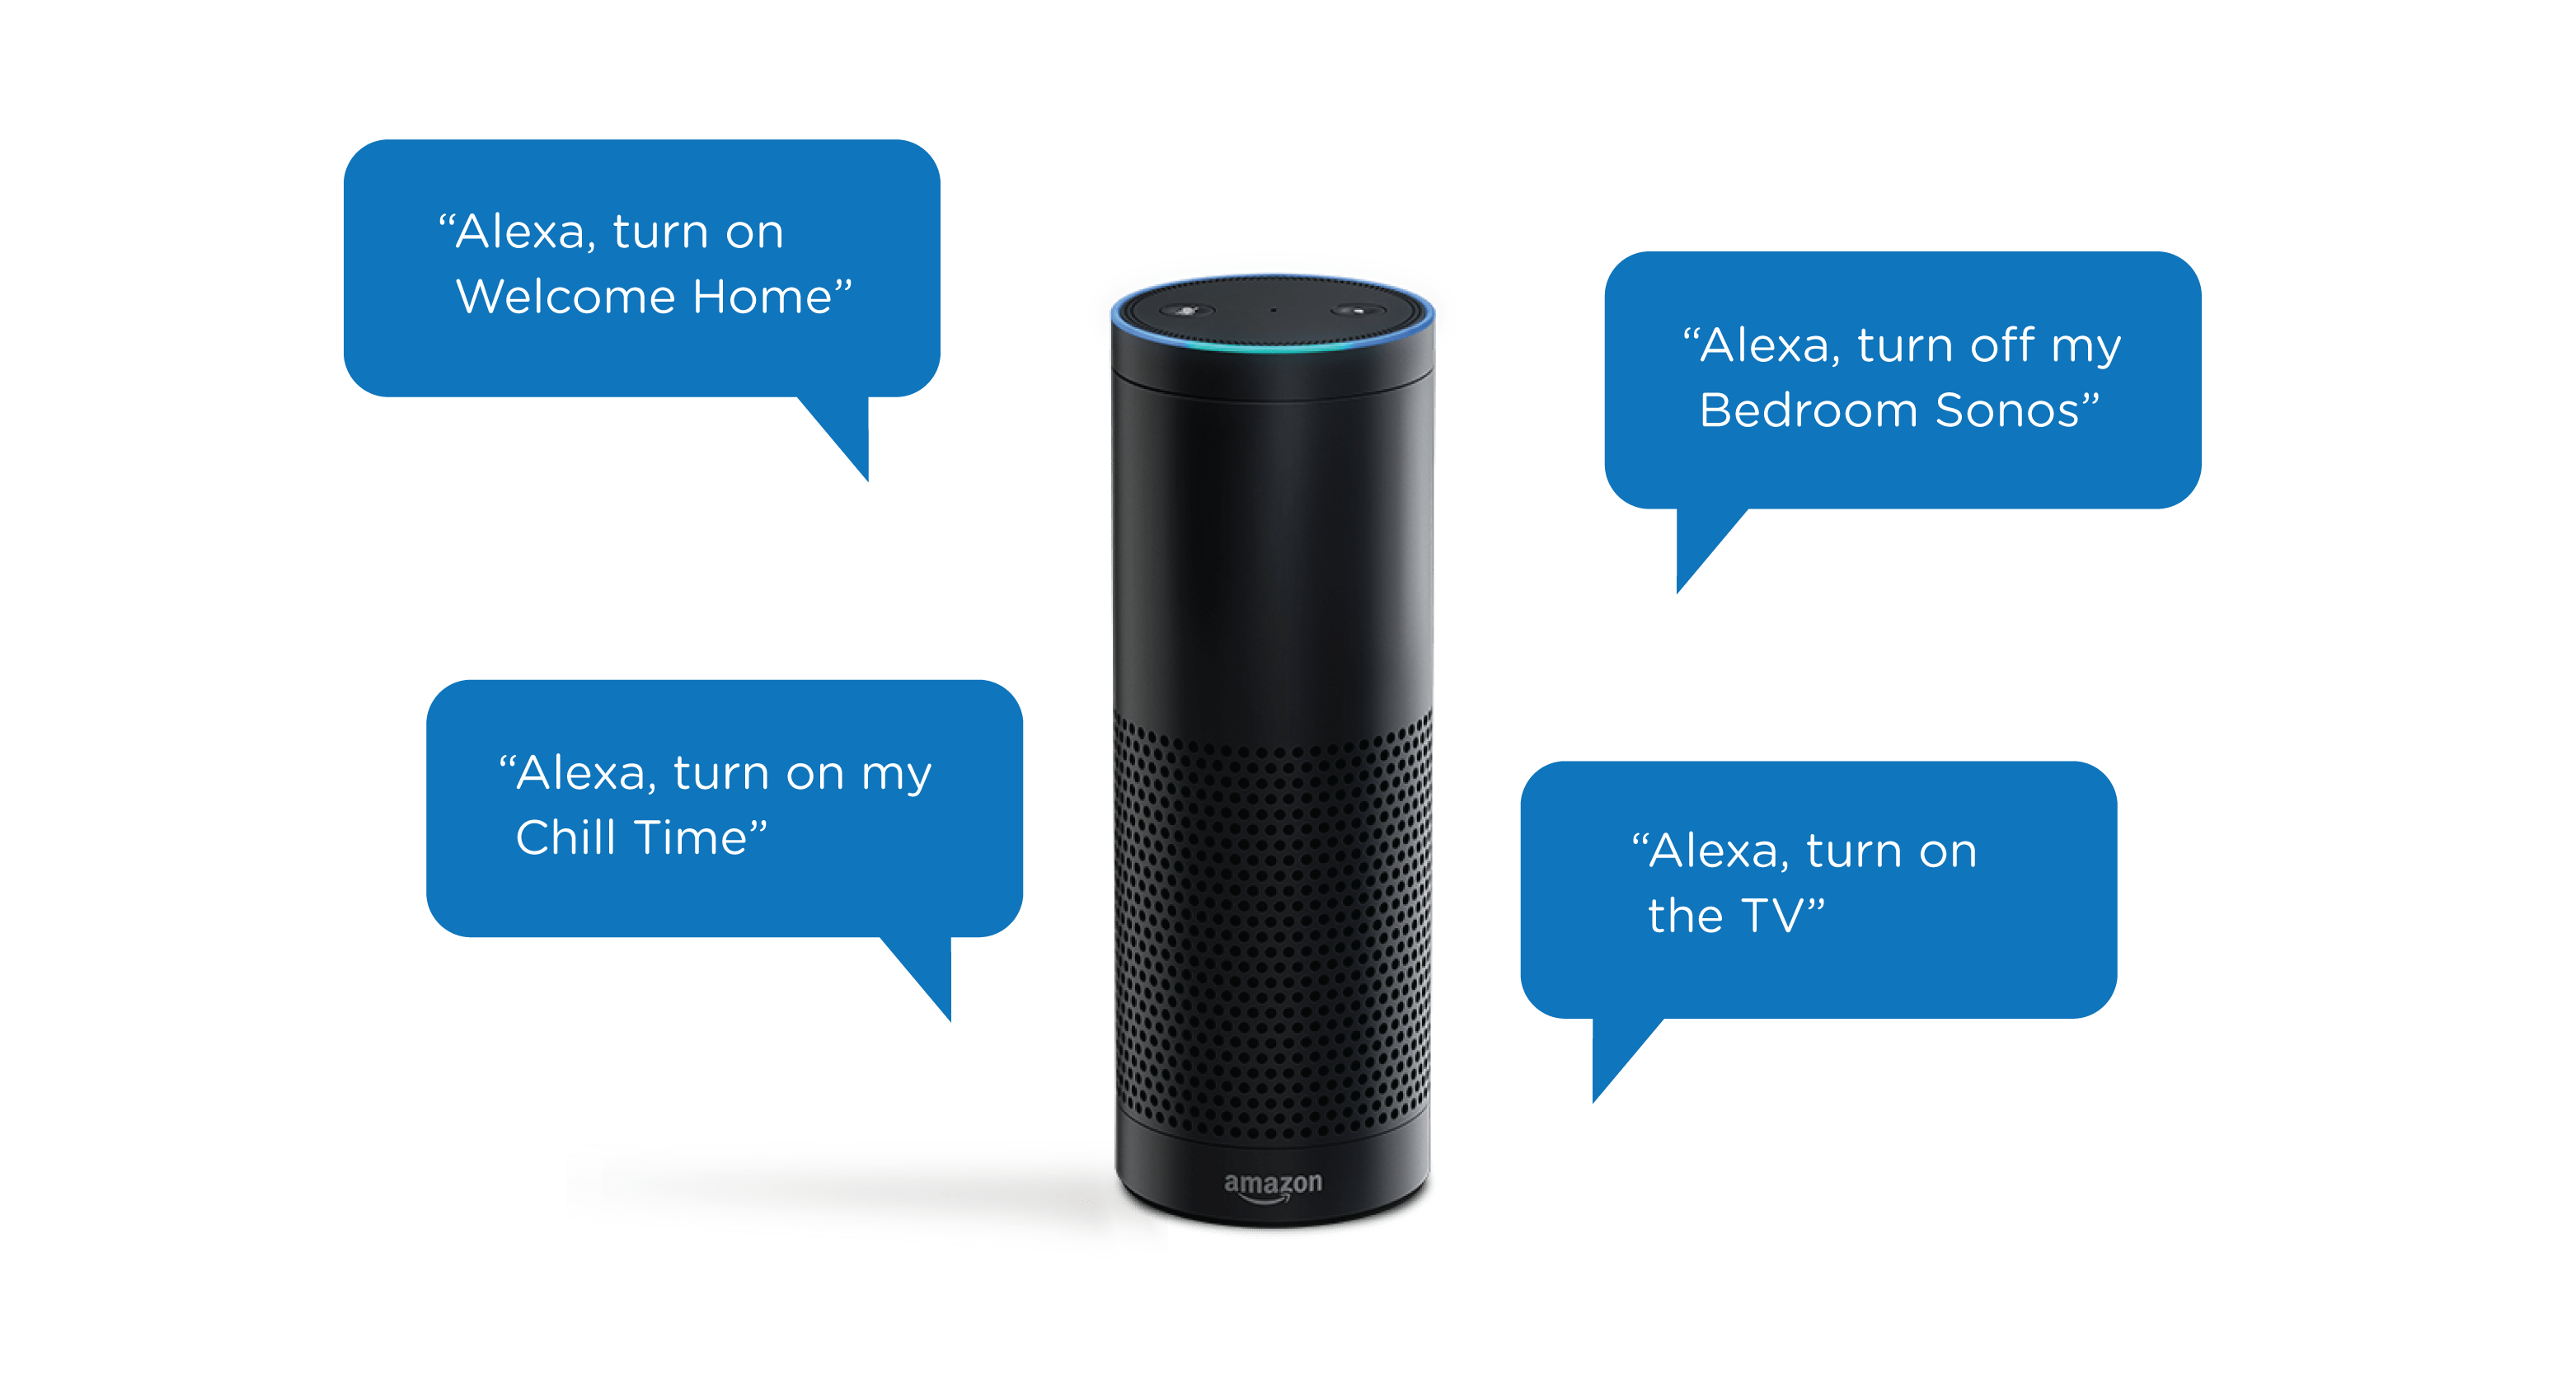 “Alexa, turn on
Welcome Home”
“Alexa, turn off my
Bedroom Sonos”
“Alexa, turn on my
Chill Time”
“Alexa, turn on
the TV”
amazon